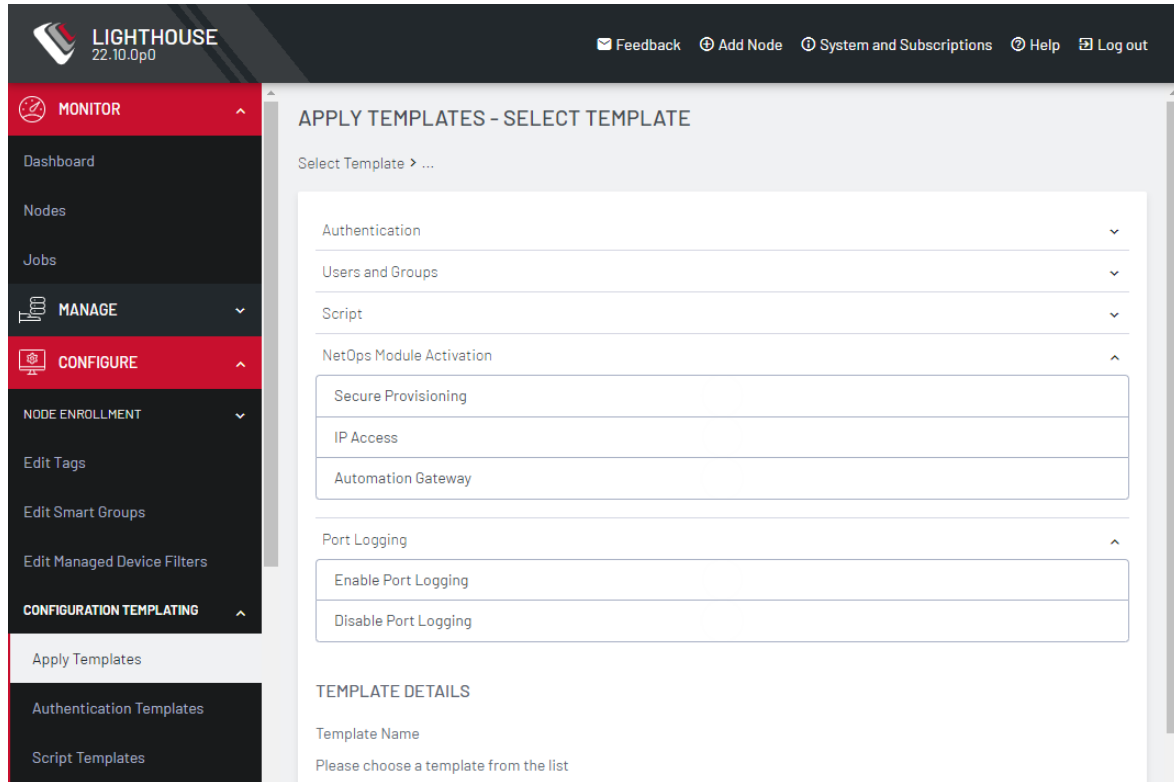 LIGHTHOUSE
22.10.0p0
Feedback
Add Node
System and Subscriptions
Help
Log out
MONITOR
Dashboard
Nodes
Jobs
MANAGE
CONFIGURE
NODE ENROLLMENT
Edit Tags
Edit Smart Groups
Edit Managed Device Filters
CONFIGURATION TEMPLATING
Apply Templates
Authentication Templates
Script Templates
APPLY TEMPLATES - SELECT TEMPLATE
Select Template > ...
Authentication
Users and Groups
Script
NetOps Module Activation
Secure Provisioning
IP Access
Automation Gateway
Port Logging
Enable Port Logging
Disable Port Logging
TEMPLATE DETAILS
Template Name
Please choose a template from the list